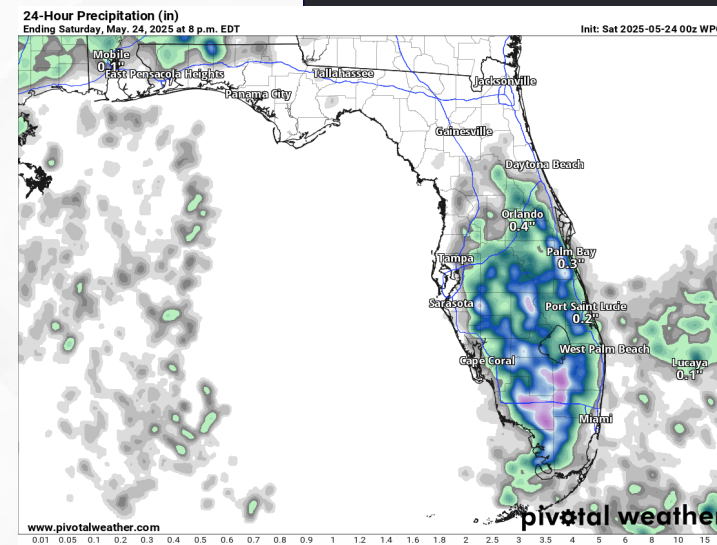 24-Hour Precipitation (in)
Ending Saturday, May. 24, 2025 at 8 p.m. EDT
Init: Sat 2025-05-24 00z WPC
Mobile
0.1"
East Pensacola Heights
Tallahassee
Jacksonville
Panama City
Gainesville
Daytona Beach
Orlando
0.4"
Tampa
Palm Bay
0.3"
Sarasota
Port Saint Lucie
0.2"
Cape Coral
West Palm Beach
Lucaya
0.1"
Miami
www.pivotalweather.com
pivotal weather
0.01 0.05 0.1 0.2 0.3 0.4 0.5 0.6 0.7 0.8 0.9 1 1.2 1.4 1.6 1.8 2 2.5 3 3.5 4 5 6 7 8 9 10 15